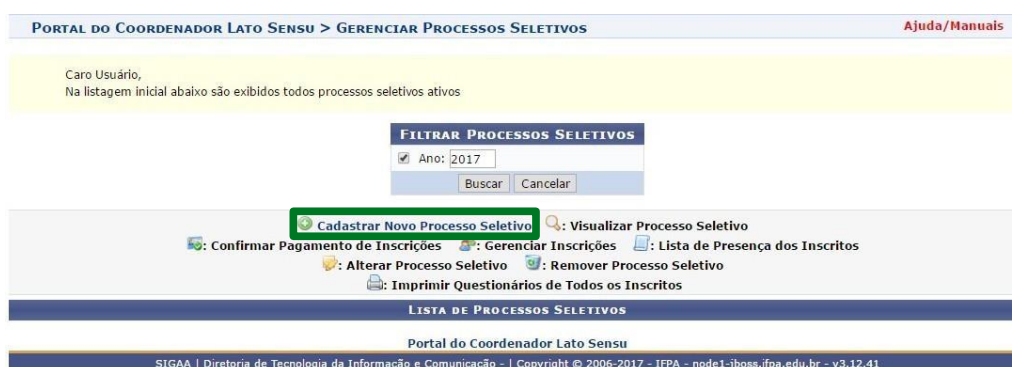 PORTAL DO COORDENADOR LATO SENSU > GERENCIAR PROCESSOS SELETIVOS Ajuda/Manuais
Caro Usuário,
Na listagem inicial abaixo são exibidos todos processos seletivos ativos
FILTRAR PROCESSOS SELETIVOS
Ano: 2017
Buscar Cancelar
Cadastrar Novo Processo Seletivo : Visualizar Processo Seletivo
: Confirmar Pagamento de Inscrições : Gerenciar Inscrições : Lista de Presença dos Inscritos
: Alterar Processo Seletivo : Remover Processo Seletivo
: Imprimir Questionários de Todos os Inscritos
LISTA DE PROCESSOS SELETIVOS
Portal do Coordenador Lato Sensu
SIGAA | Diretoria de Tecnologia da Informação e Comunicação - | Copyright © 2006-2017 - IFPA - node1-jboss.ifpa.edu.br - v3.12.41